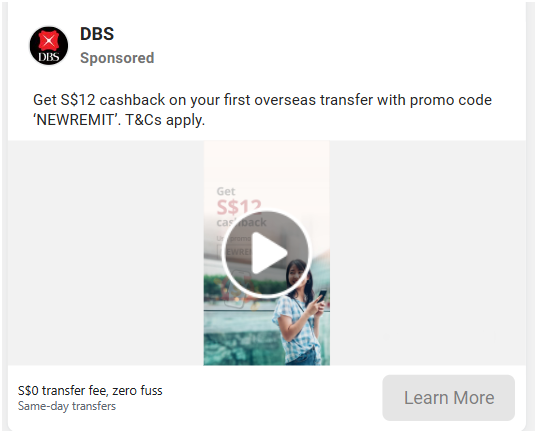 DBS
DBS
Sponsored
Get S$12 cashback on your first overseas transfer with promo code
‘NEWREMIT’. T&Cs apply.
Get
S$12
cashback
S$0 transfer fee, zero fuss
Same-day transfers
Learn More